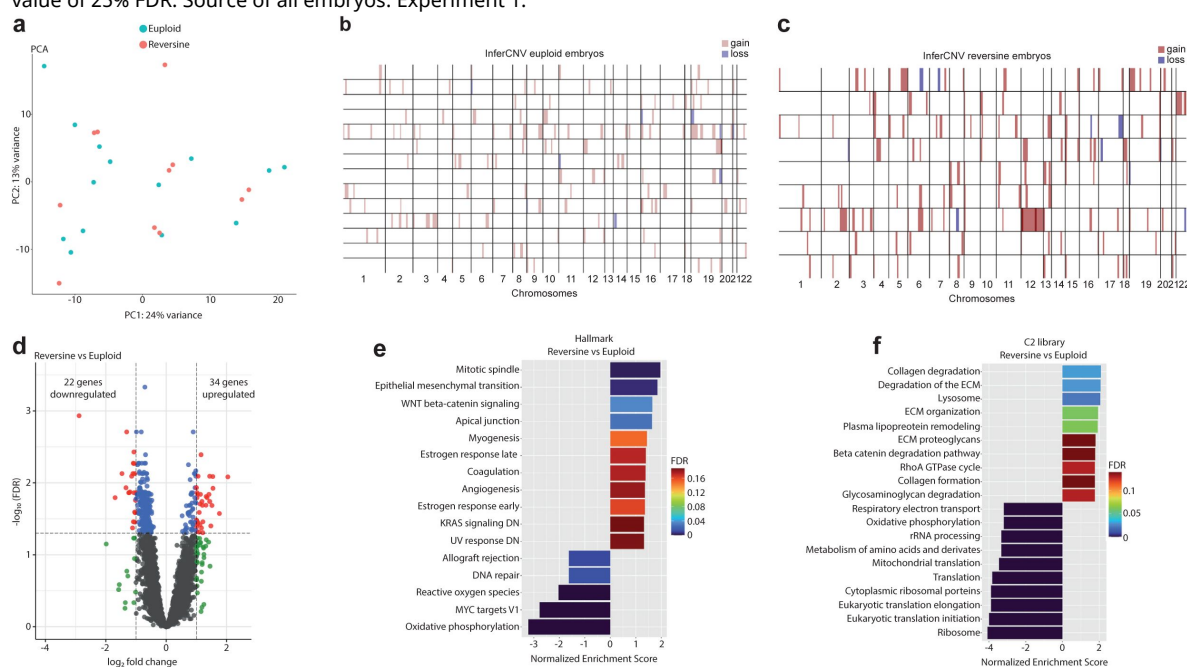 value of 25% FDR. Source of all embryos: Experiment 1.
a
Euploid
Reversine
PCA
10
0
-10
PC2: 13% variance
-10 0 10 20
PC1: 24% variance
b
InferCNV euploid embryos
gain
loss
1 2 3 4 5 6 7 8 9 10 11 12 13 14 15 16 17 18 19 20 21 22
Chromosomes
c
InferCNV reversine embryos
gain
loss
1 2 3 4 5 6 7 8 9 10 11 12 13 14 15 16 17 18 19 20 21 22
Chromosomes
d
Reversine vs Euploid
22 genes
downregulated
34 genes
upregulated
3
2
1
0
-log₁₀ (FDR)
-4 -2 0 2
log₂ fold change
e
Hallmark
Reversine vs Euploid
Mitotic spindle
Epithelial mesenchymal transition
WNT beta-catenin signaling
Apical junction
Myogenesis
Estrogen response late
Coagulation
Angiogenesis
Estrogen response early
KRAS signaling DN
UV response DN
Allograft rejection
DNA repair
Reactive oxygen species
MYC targets V1
Oxidative phosphorylation
-3 -2 -1 0 1 2
Normalized Enrichment Score
FDR
0.16
0.12
0.08
0.04
0
f
C2 library
Reversine vs Euploid
Collagen degradation
Degradation of the ECM
Lysosome
ECM organization
Plasma lipoprotein remodeling
ECM proteoglycans
Beta catenin degradation pathway
RhoA GTPase cycle
Collagen formation
Glycosaminoglycan degradation
Respiratory electron transport
Oxidative phosphorylation
rRNA processing
Metabolism of amino acids and derivates
Mitochondrial translation
Translation
Cytoplasmic ribosomal proteins
Eukaryotic translation elongation
Eukaryotic translation initiation
Ribosome
-4 -2 0 2
Normalized Enrichment Score
FDR
0.1
0.05
0